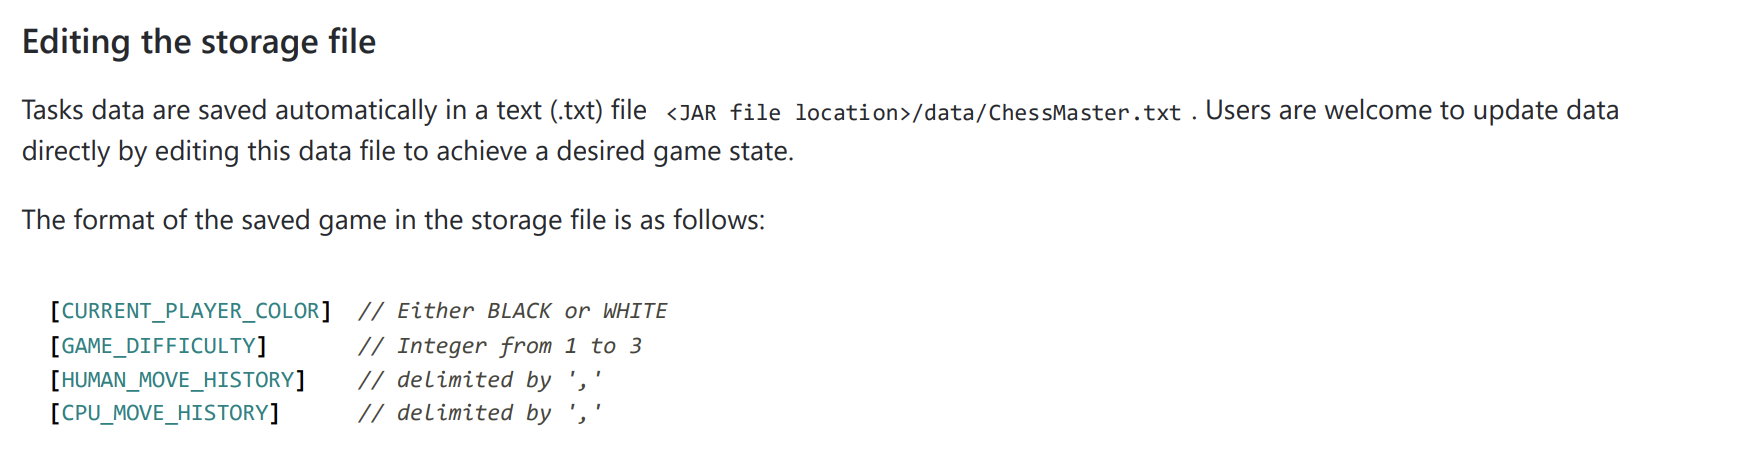 Editing the storage file
Tasks data are saved automatically in a text (.txt) file <JAR file location>/data/ChessMaster.txt . Users are welcome to update data
directly by editing this data file to achieve a desired game state.
The format of the saved game in the storage file is as follows:
[CURRENT_PLAYER_COLOR] // Either BLACK or WHITE
[GAME_DIFFICULTY] // Integer from 1 to 3
[HUMAN_MOVE_HISTORY] // delimited by ','
[CPU_MOVE_HISTORY] // delimited by ','